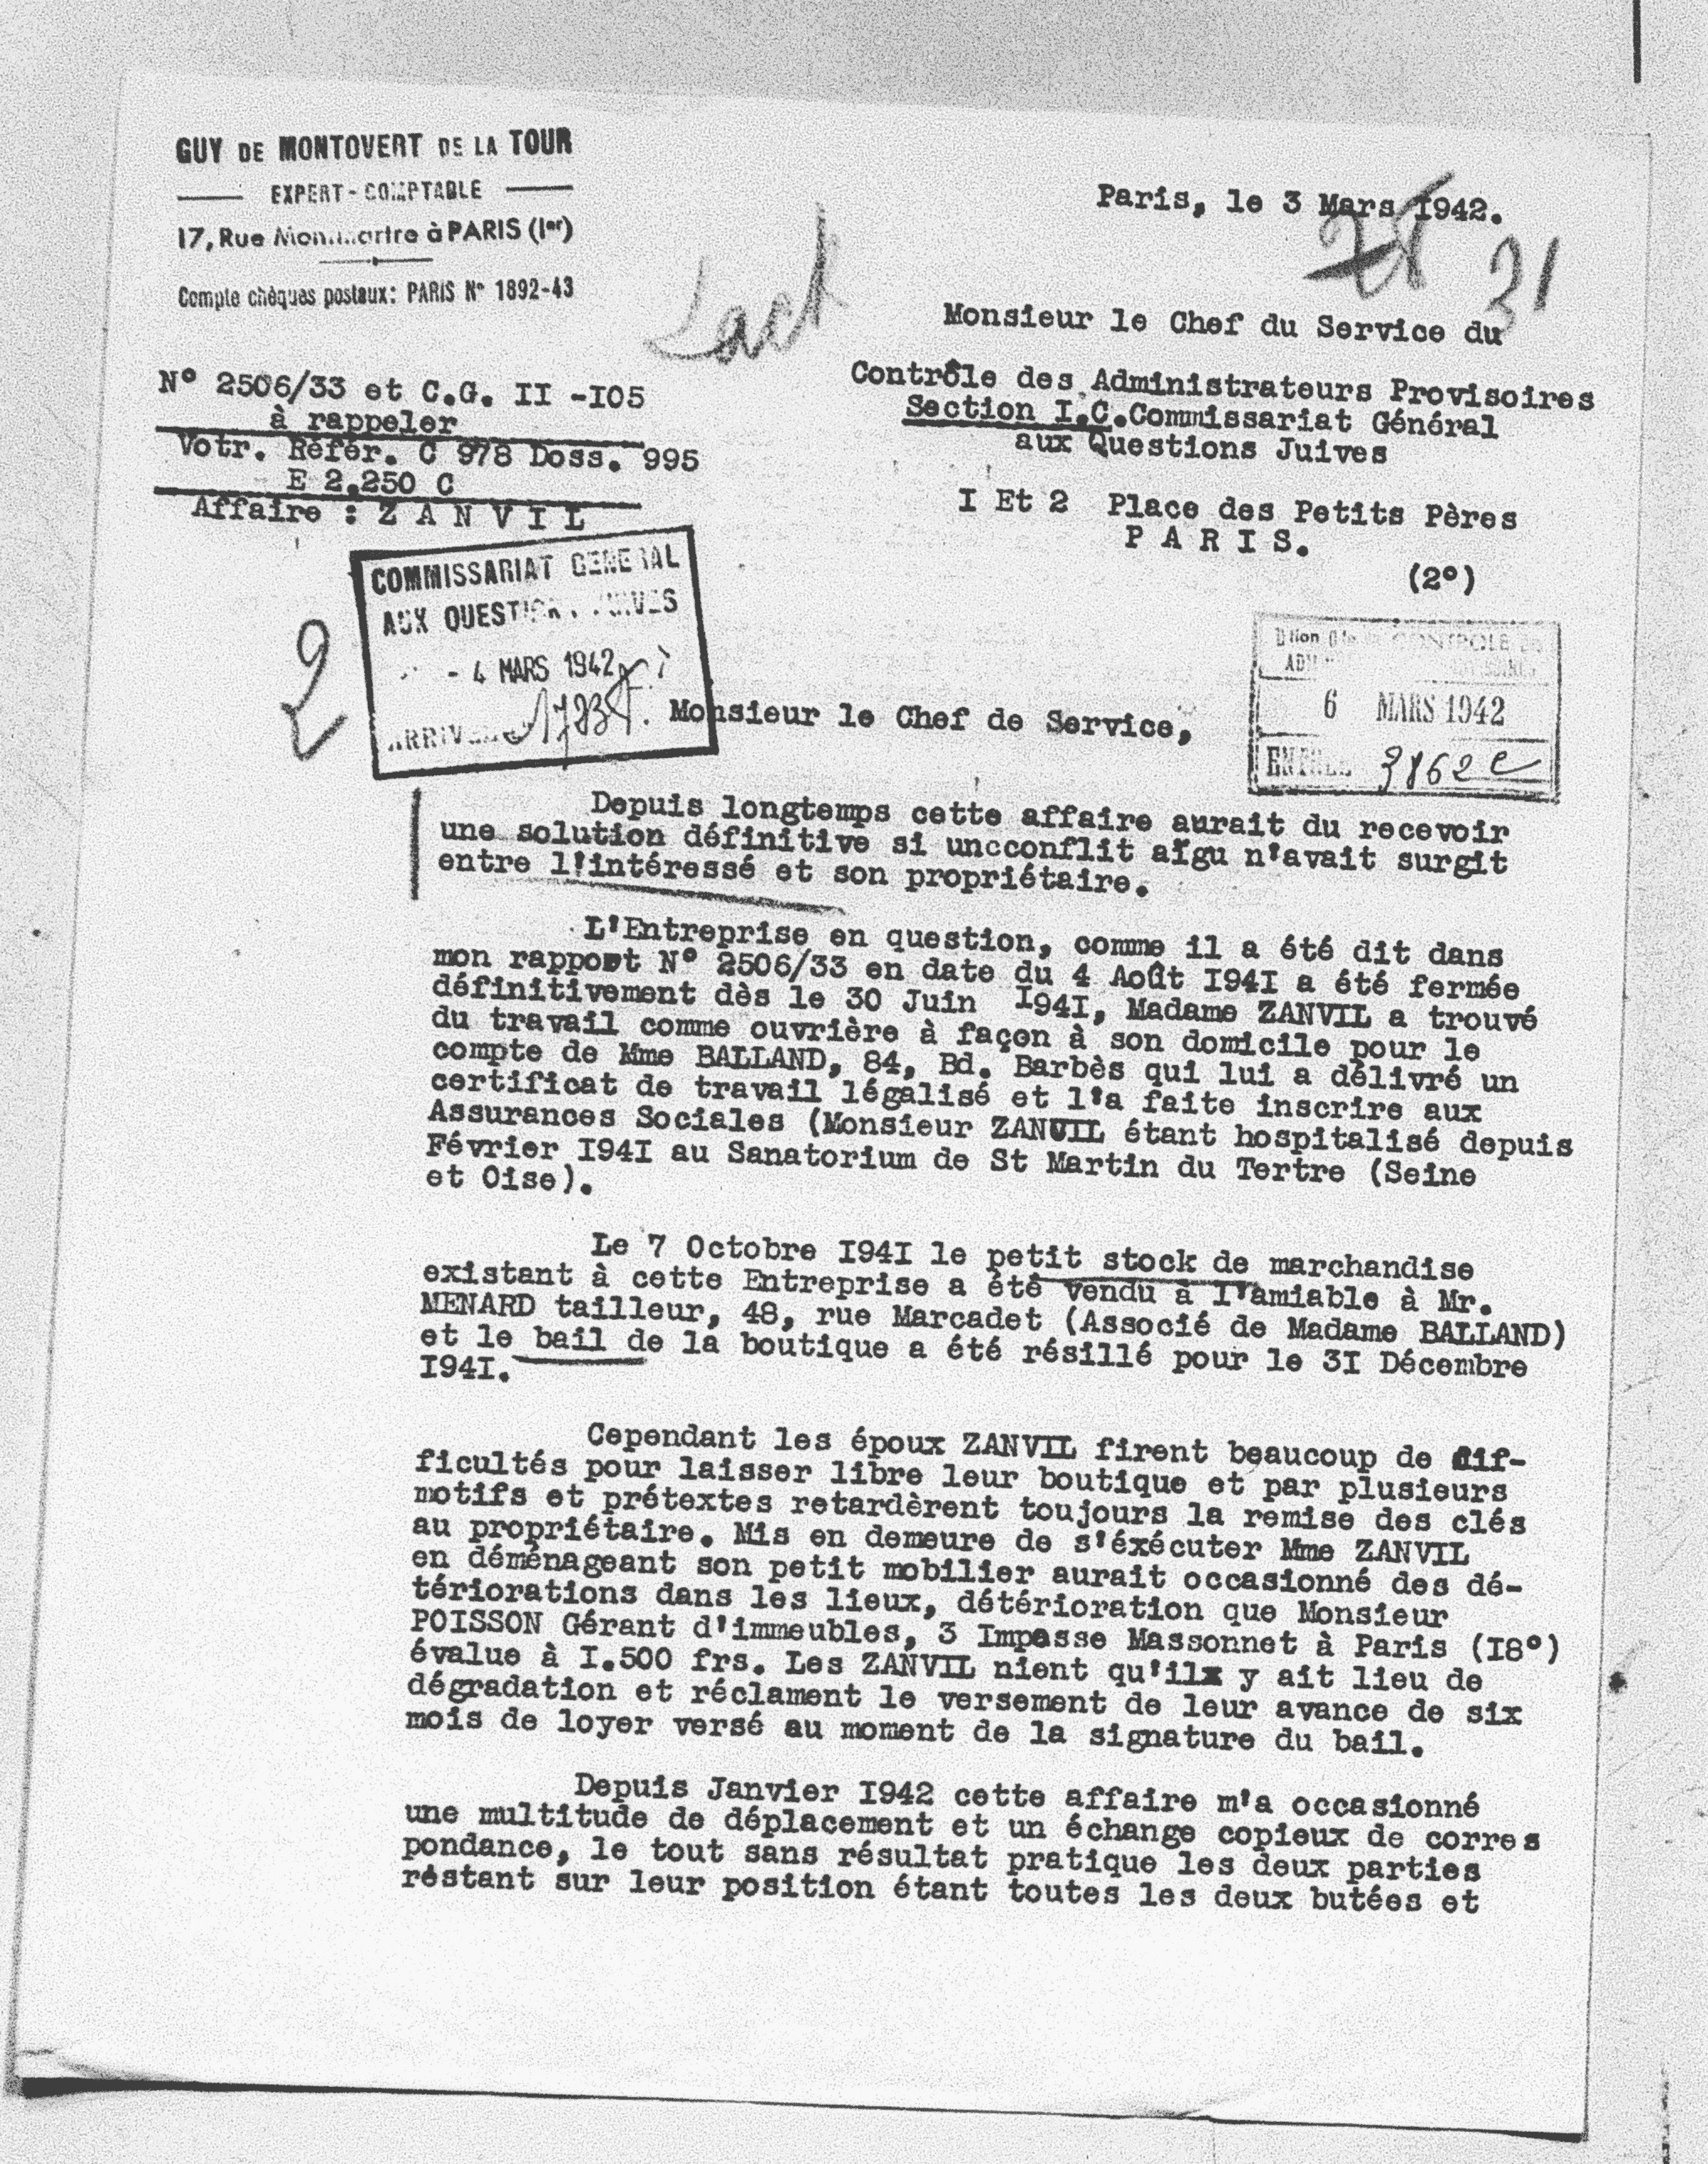 GUY DE MONTOVERT DE LA TOUR
EXPERT-COMPTABLE
17, Rue Montmartre à PARIS (Ier)
Compte chèques postaux: PARIS N° 1892-43
Paris, le 3 Mars 1942.
28 31
Monsieur le Chef du Service du
Contrôle des Administrateurs Provisoires
Section I.C.Commissariat Général
aux Questions Juives
I Et 2 Place des Petits Pères
P A R I S.
(2°)
N° 2506/33 et C.G. II -I05
à rappeler
Votr. Référ. C 978 Doss. 995
E 2.250 C
Affaire : Z A N V I L
COMMISSARIAT GENERAL
AUX QUESTIONS JUIVES
- 4 MARS 1942
ARRIVEE
2
CONTROLE
6 MARS 1942
ENTREE 3862 C
Monsieur le Chef de Service,
Depuis longtemps cette affaire aurait du recevoir
une solution définitive si uncconflit aïgu n'avait surgit
entre l'intéressé et son propriétaire.
L'Entreprise en question, comme il a été dit dans
mon rapport N° 2506/33 en date du 4 Août I94I a été fermée
définitivement dès le 30 Juin I94I, Madame ZANVIL a trouvé
du travail comme ouvrière à façon à son domicile pour le
compte de Mme BALLAND, 84, Bd. Barbès qui lui a délivré un
certificat de travail légalisé et l'a faite inscrire aux
Assurances Sociales (Monsieur ZANVIL étant hospitalisé depuis
Février I94I au Sanatorium de St Martin du Tertre (Seine
et Oise).
Le 7 Octobre I94I le petit stock de marchandise
existant à cette Entreprise a été vendu à l'amiable à Mr.
MENARD tailleur, 48, rue Marcadet (Associé de Madame BALLAND)
et le bail de la boutique a été résillé pour le 3I Décembre
I94I.
Cependant les époux ZANVIL firent beaucoup de dif-
ficultés pour laisser libre leur boutique et par plusieurs
motifs et prétextes retardèrent toujours la remise des clés
au propriétaire. Mis en demeure de s'éxécuter Mme ZANVIL
en déménageant son petit mobilier aurait occasionné des dé-
tériorations dans les lieux, détérioration que Monsieur
POISSON Gérant d'immeubles, 3 Impasse Massonnet à Paris (I8°)
évalue à I.500 frs. Les ZANVIL nient qu'ilx y ait lieu de
dégradation et réclament le versement de leur avance de six
mois de loyer versé au moment de la signature du bail.
Depuis Janvier I942 cette affaire m'a occasionné
une multitude de déplacement et un échange copieux de corres
pondance, le tout sans résultat pratique les deux parties
restant sur leur position étant toutes les deux butées et